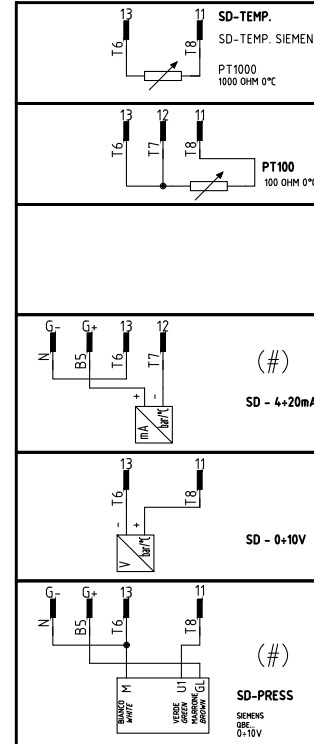 13 11 SD-TEMP.
T6 T8 SD-TEMP. SIEMEN
PT1000
1000 OHM 0°C
13 12 11
T6 T7 T8
PT100
100 OHM 0°C
G- G+ 13 12
N B5 T6 T7
(#)
+ -
mA bar/°C
SD - 4÷20mA
13 11
T6 T8
- +
V bar/°C
SD - 0÷10V
G- G+ 13 11
N B5 T6 T8
(#)
BIANCO
WHITE
M
U1
VERDE
GREEN
MARRONE
BROWN
GL
SD-PRESS
SIEMENS
QBE...
0÷10V